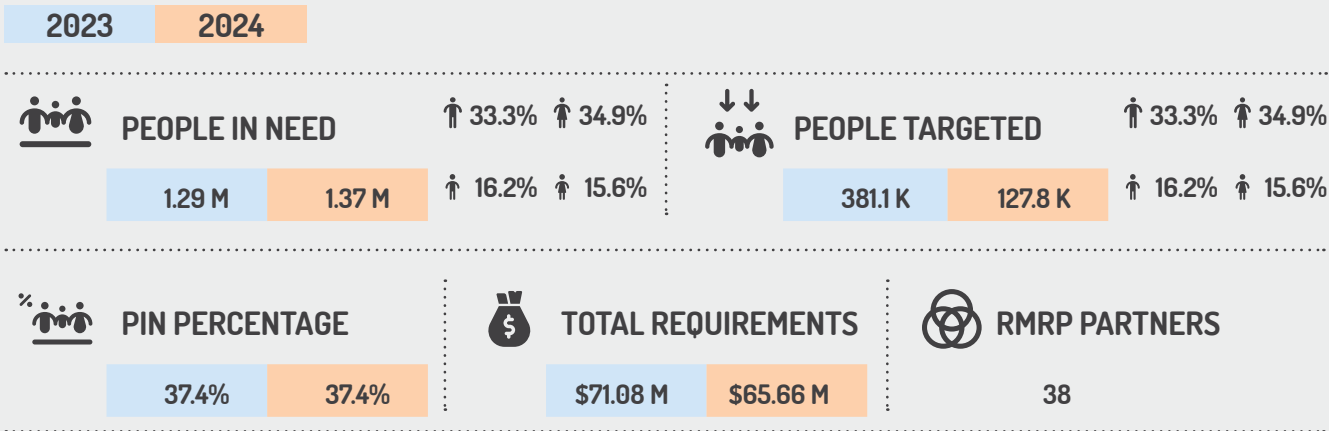 2023 2024
PEOPLE IN NEED
33.3% 34.9%
1.29 M 1.37 M
16.2% 15.6%
PEOPLE TARGETED
33.3% 34.9%
381.1 K 127.8 K
16.2% 15.6%
%
PIN PERCENTAGE
37.4% 37.4%
$
TOTAL REQUIREMENTS
$71.08 M $65.66 M
RMRP PARTNERS
38